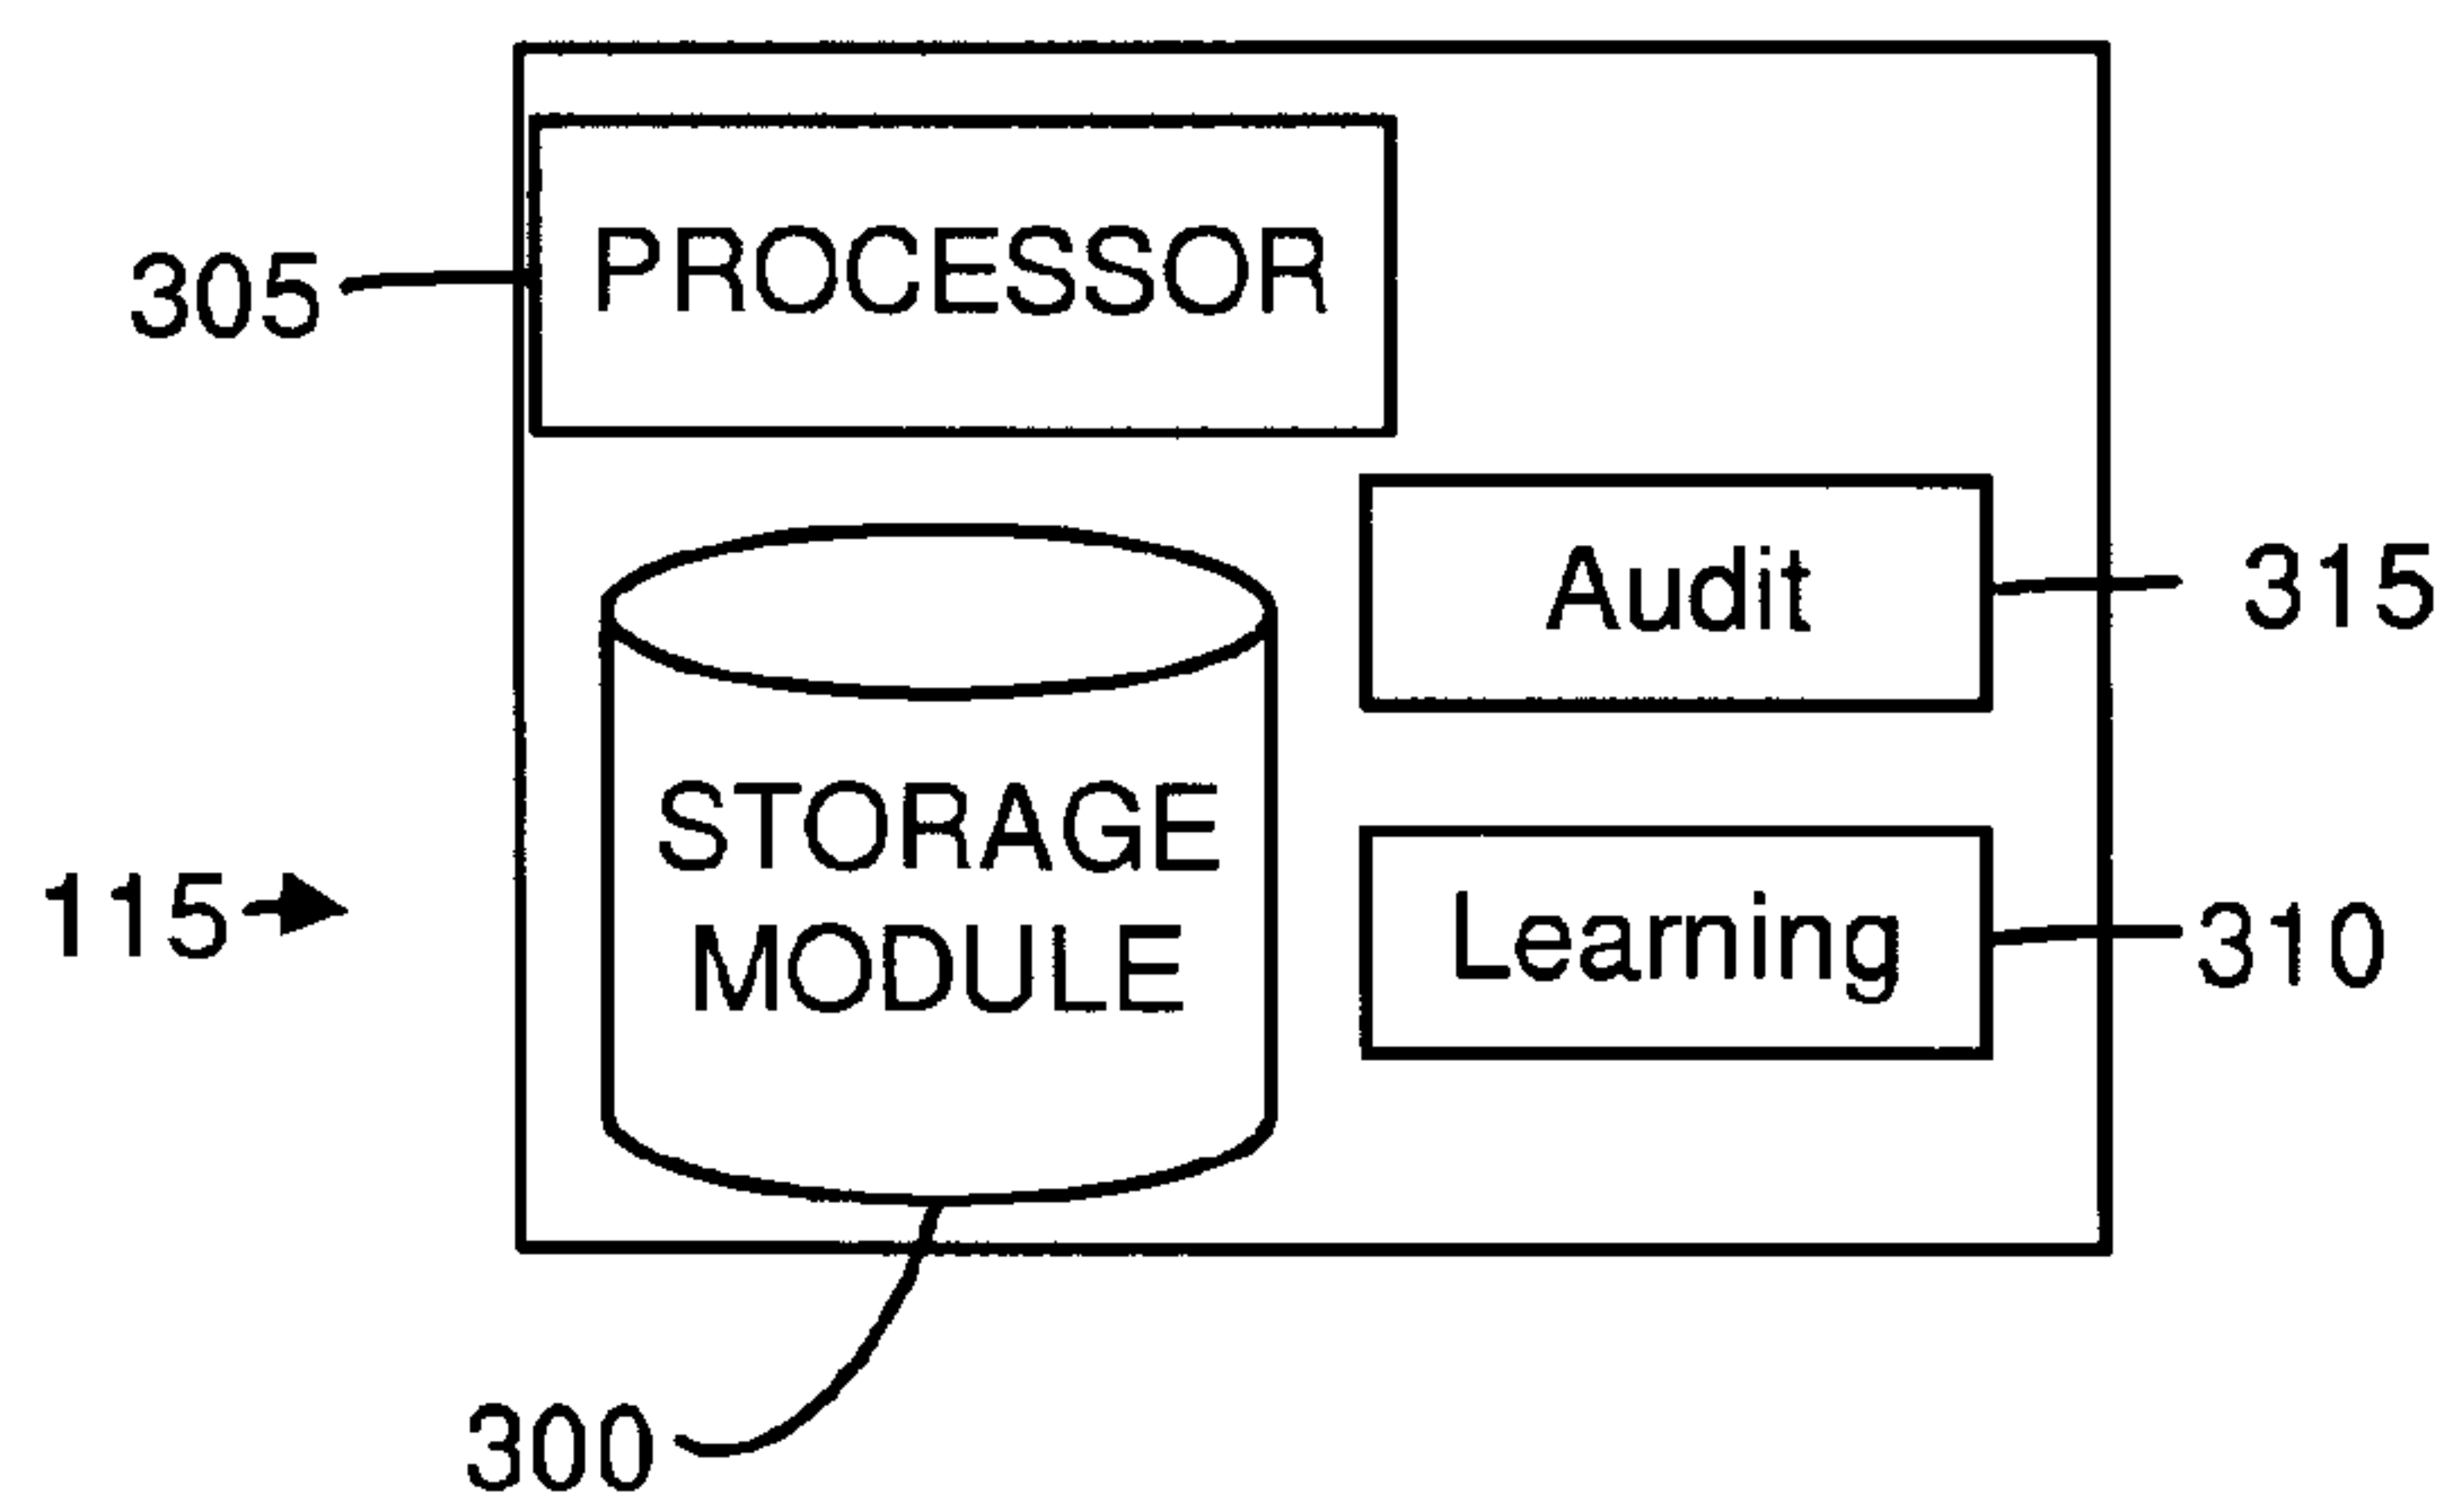 PROCESSOR
305
Audit
315
STORAGE
MODULE
115
Learning
310
300